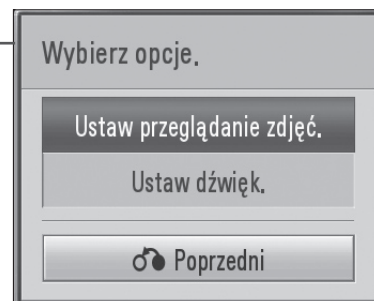 Wybierz opcje.
Ustaw przeglądanie zdjęć.
Ustaw dźwięk.
Poprzedni